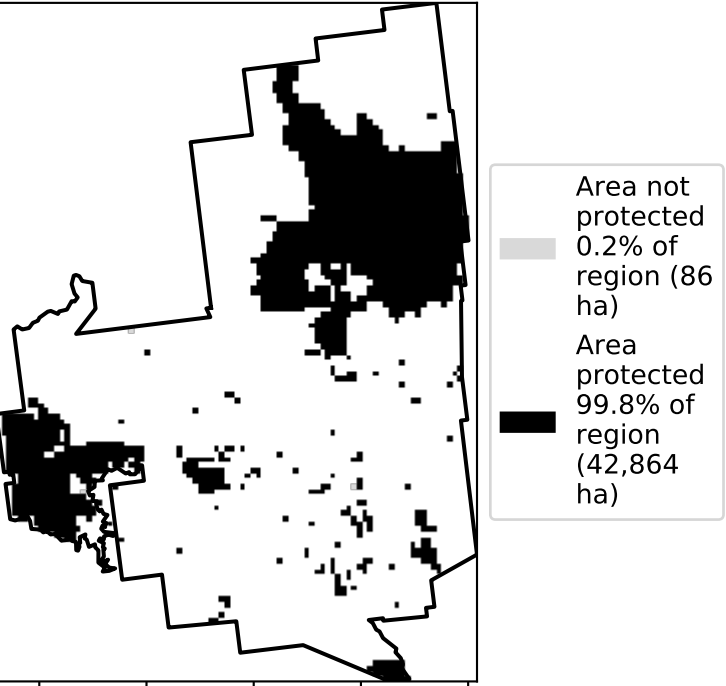 Area not
protected
0.2% of
region (86
ha)
Area
protected
99.8% of
region
(42,864
ha)